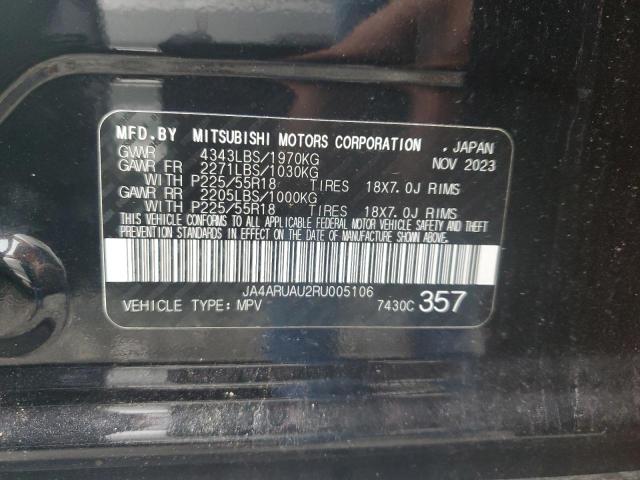 MFD.BY MITSUBISHI MOTORS CORPORATION , JAPAN
GVWR 4343LBS/1970KG NOV 2023
GAWR FR 2271LBS/1030KG
WITH P225/55R18 TIRES 18X7.0J RIMS
GAWR RR 2205LBS/1000KG
WITH P225/55R18 TIRES 18X7.0J RIMS
THIS VEHICLE CONFORMS TO ALL APPLICABLE FEDERAL MOTOR VEHICLE SAFETY AND THEFT
PREVENTION STANDARDS IN EFFECT ON THE DATE OF MANUFACTURE SHOWN ABOVE.
JA4ARUAU2RU005106
VEHICLE TYPE: MPV 7430C 357